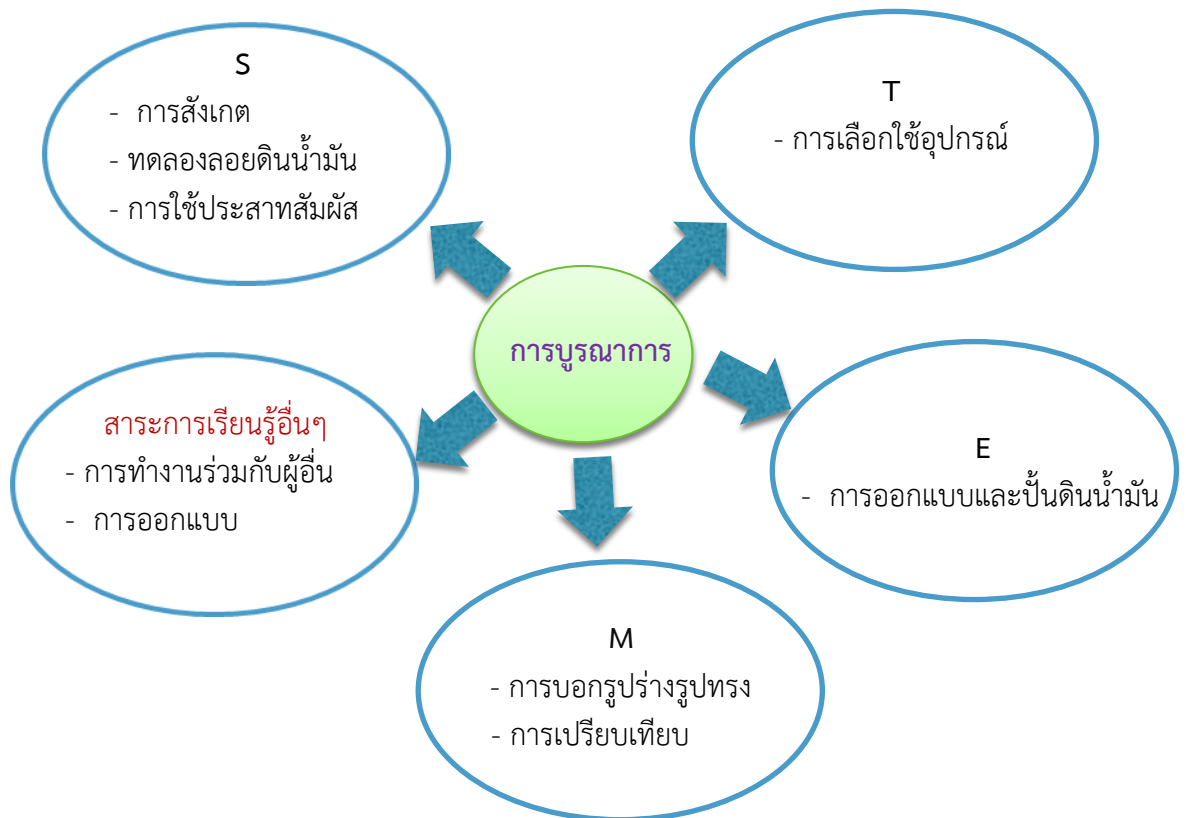 S
- การสังเกต
- ทดลองลอยดินน้ำมัน
- การใช้ประสาทสัมผัส
T
- การเลือกใช้อุปกรณ์
การบูรณาการ
สาระการเรียนรู้อื่นๆ
- การทำงานร่วมกับผู้อื่น
- การออกแบบ
E
- การออกแบบและปั้นดินน้ำมัน
M
- การบอกรูปร่างรูปทรง
- การเปรียบเทียบ